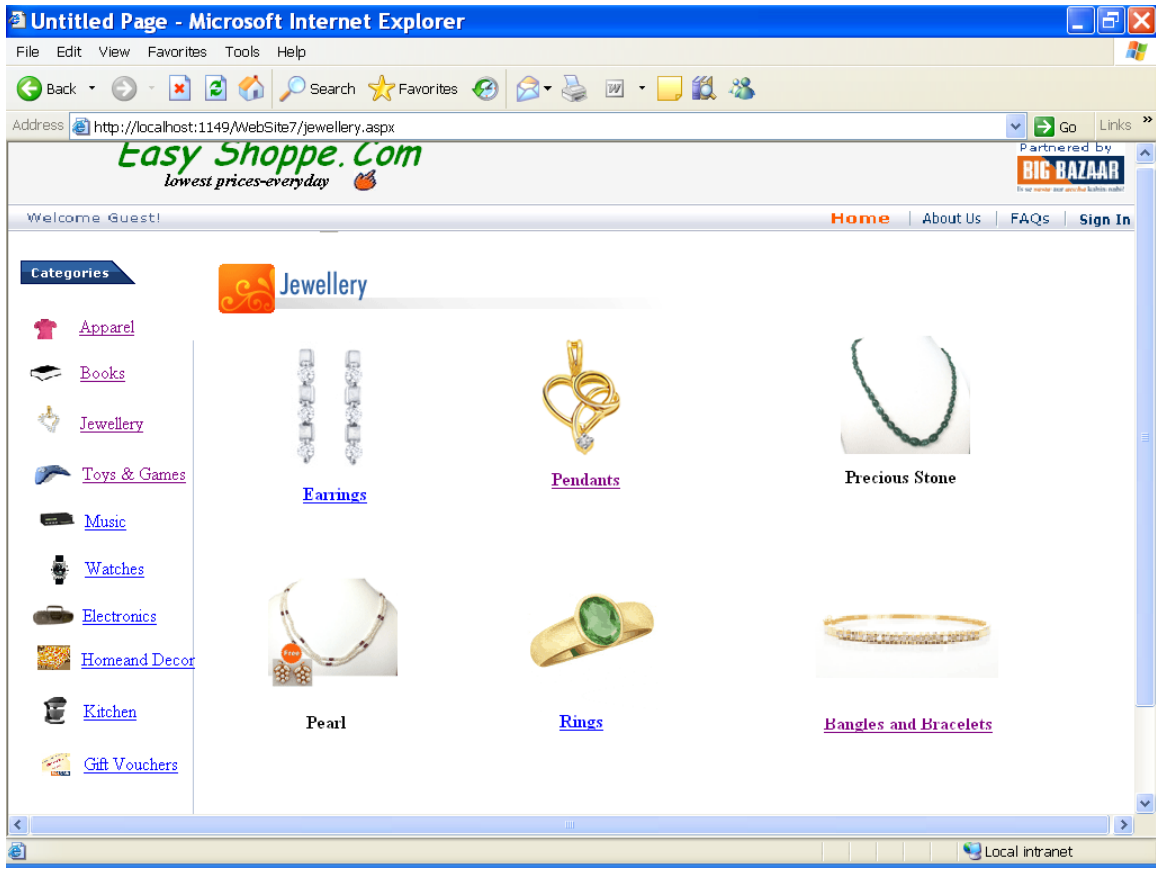 Untitled Page - Microsoft Internet Explorer
File Edit View Favorites Tools Help
Back Search Favorites
Address http://localhost:1149/WebSite7/jewellery.aspx Go Links »
Easy Shoppe.Com
lowest prices-everyday
Partnered by
BIG BAZAAR
Welcome Guest! Home | About Us | FAQs | Sign In
Categories
Jewellery
Apparel
Books
Jewellery
Toys & Games
Music
Watches
Electronics
Homeand Decor
Kitchen
Gift Vouchers
Earrings
Pendants
Precious Stone
Free
Pearl
Rings
Bangles and Bracelets
Local intranet